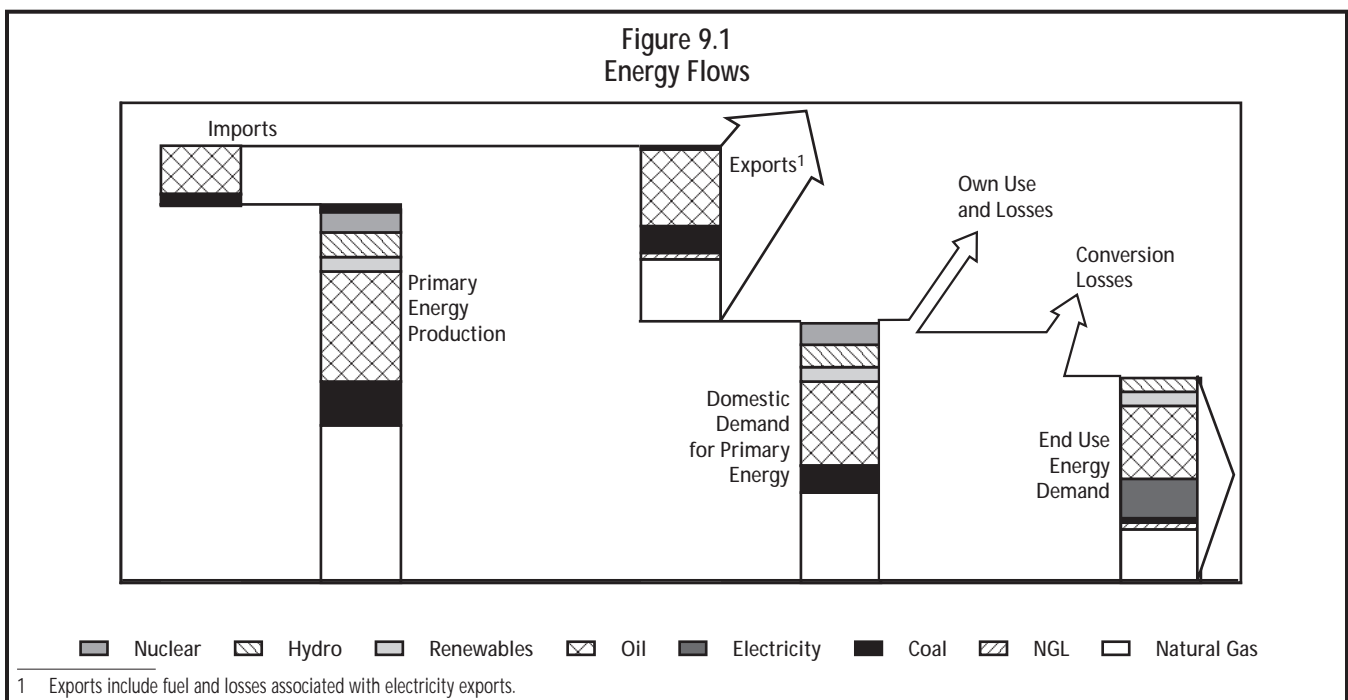 Figure 9.1
Energy Flows
Imports
Exports1
Own Use
and Losses
Conversion
Losses
Primary
Energy
Production
Domestic
Demand
for Primary
Energy
End Use
Energy
Demand
Nuclear Hydro Renewables Oil Electricity Coal NGL Natural Gas
1 Exports include fuel and losses associated with electricity exports.